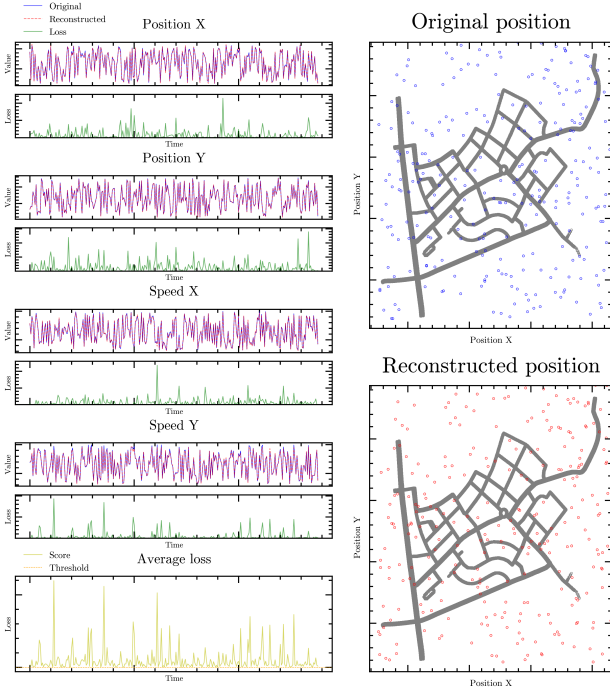 Original
Reconstructed
Loss
Position X
Value
Loss
Time
Position Y
Value
Loss
Time
Speed X
Value
Loss
Time
Speed Y
Value
Loss
Time
Score
Threshold
Average loss
Loss
Time
Original position
Position Y
Position X
Reconstructed position
Position Y
Position X